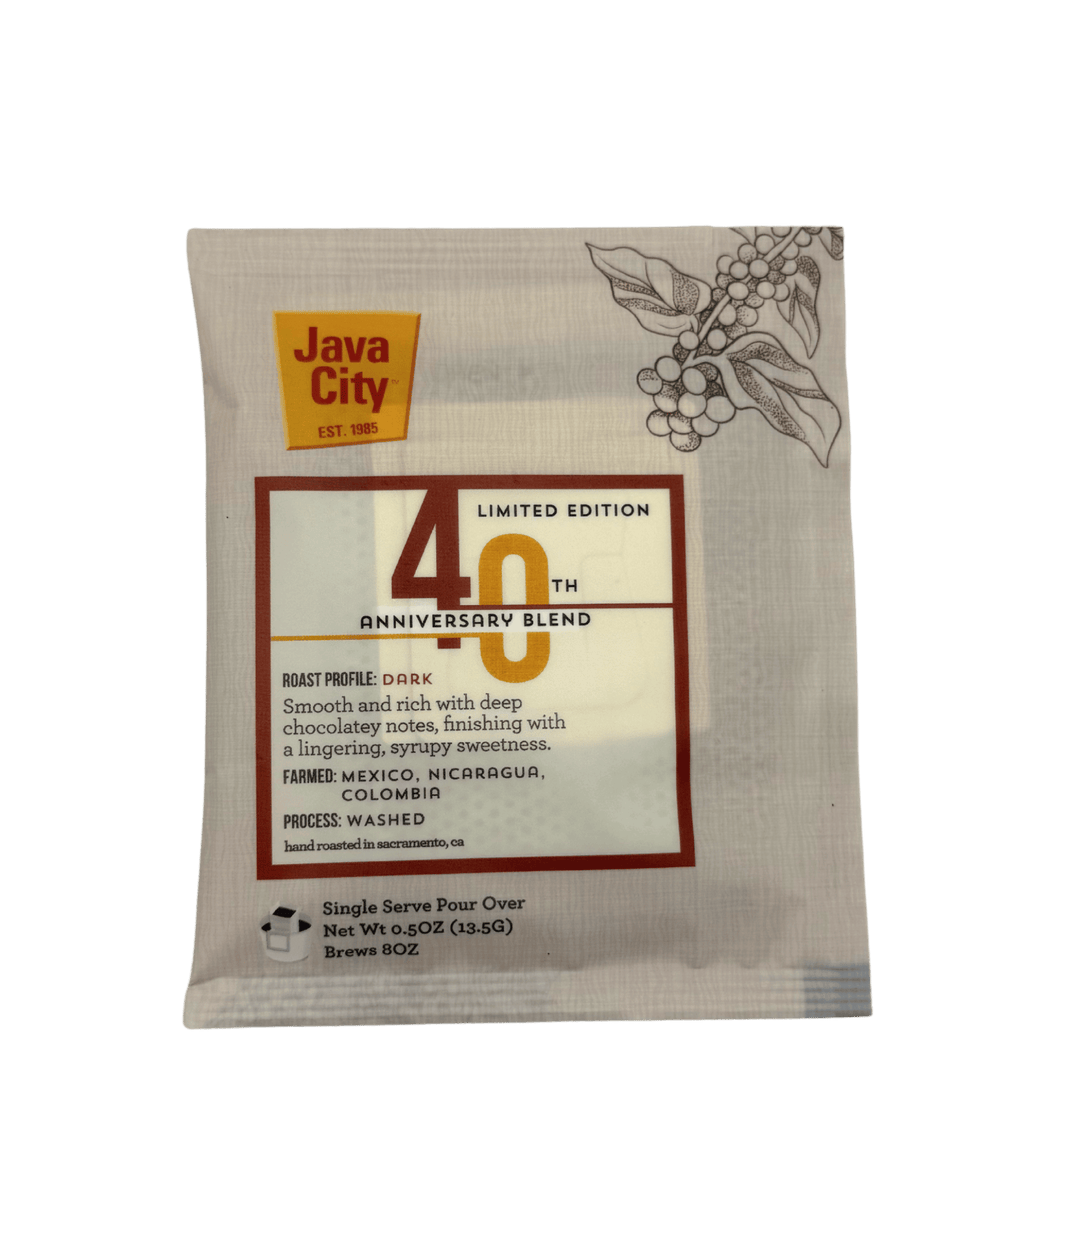 Java
City™
EST. 1985
LIMITED EDITION
40TH
ANNIVERSARY BLEND
ROAST PROFILE: DARK
Smooth and rich with deep
chocolatey notes, finishing with
a lingering, syrupy sweetness.
FARMED: MEXICO, NICARAGUA,
COLOMBIA
PROCESS: WASHED
hand roasted in sacramento, ca
Single Serve Pour Over
Net Wt 0.5OZ (13.5G)
Brews 8OZ